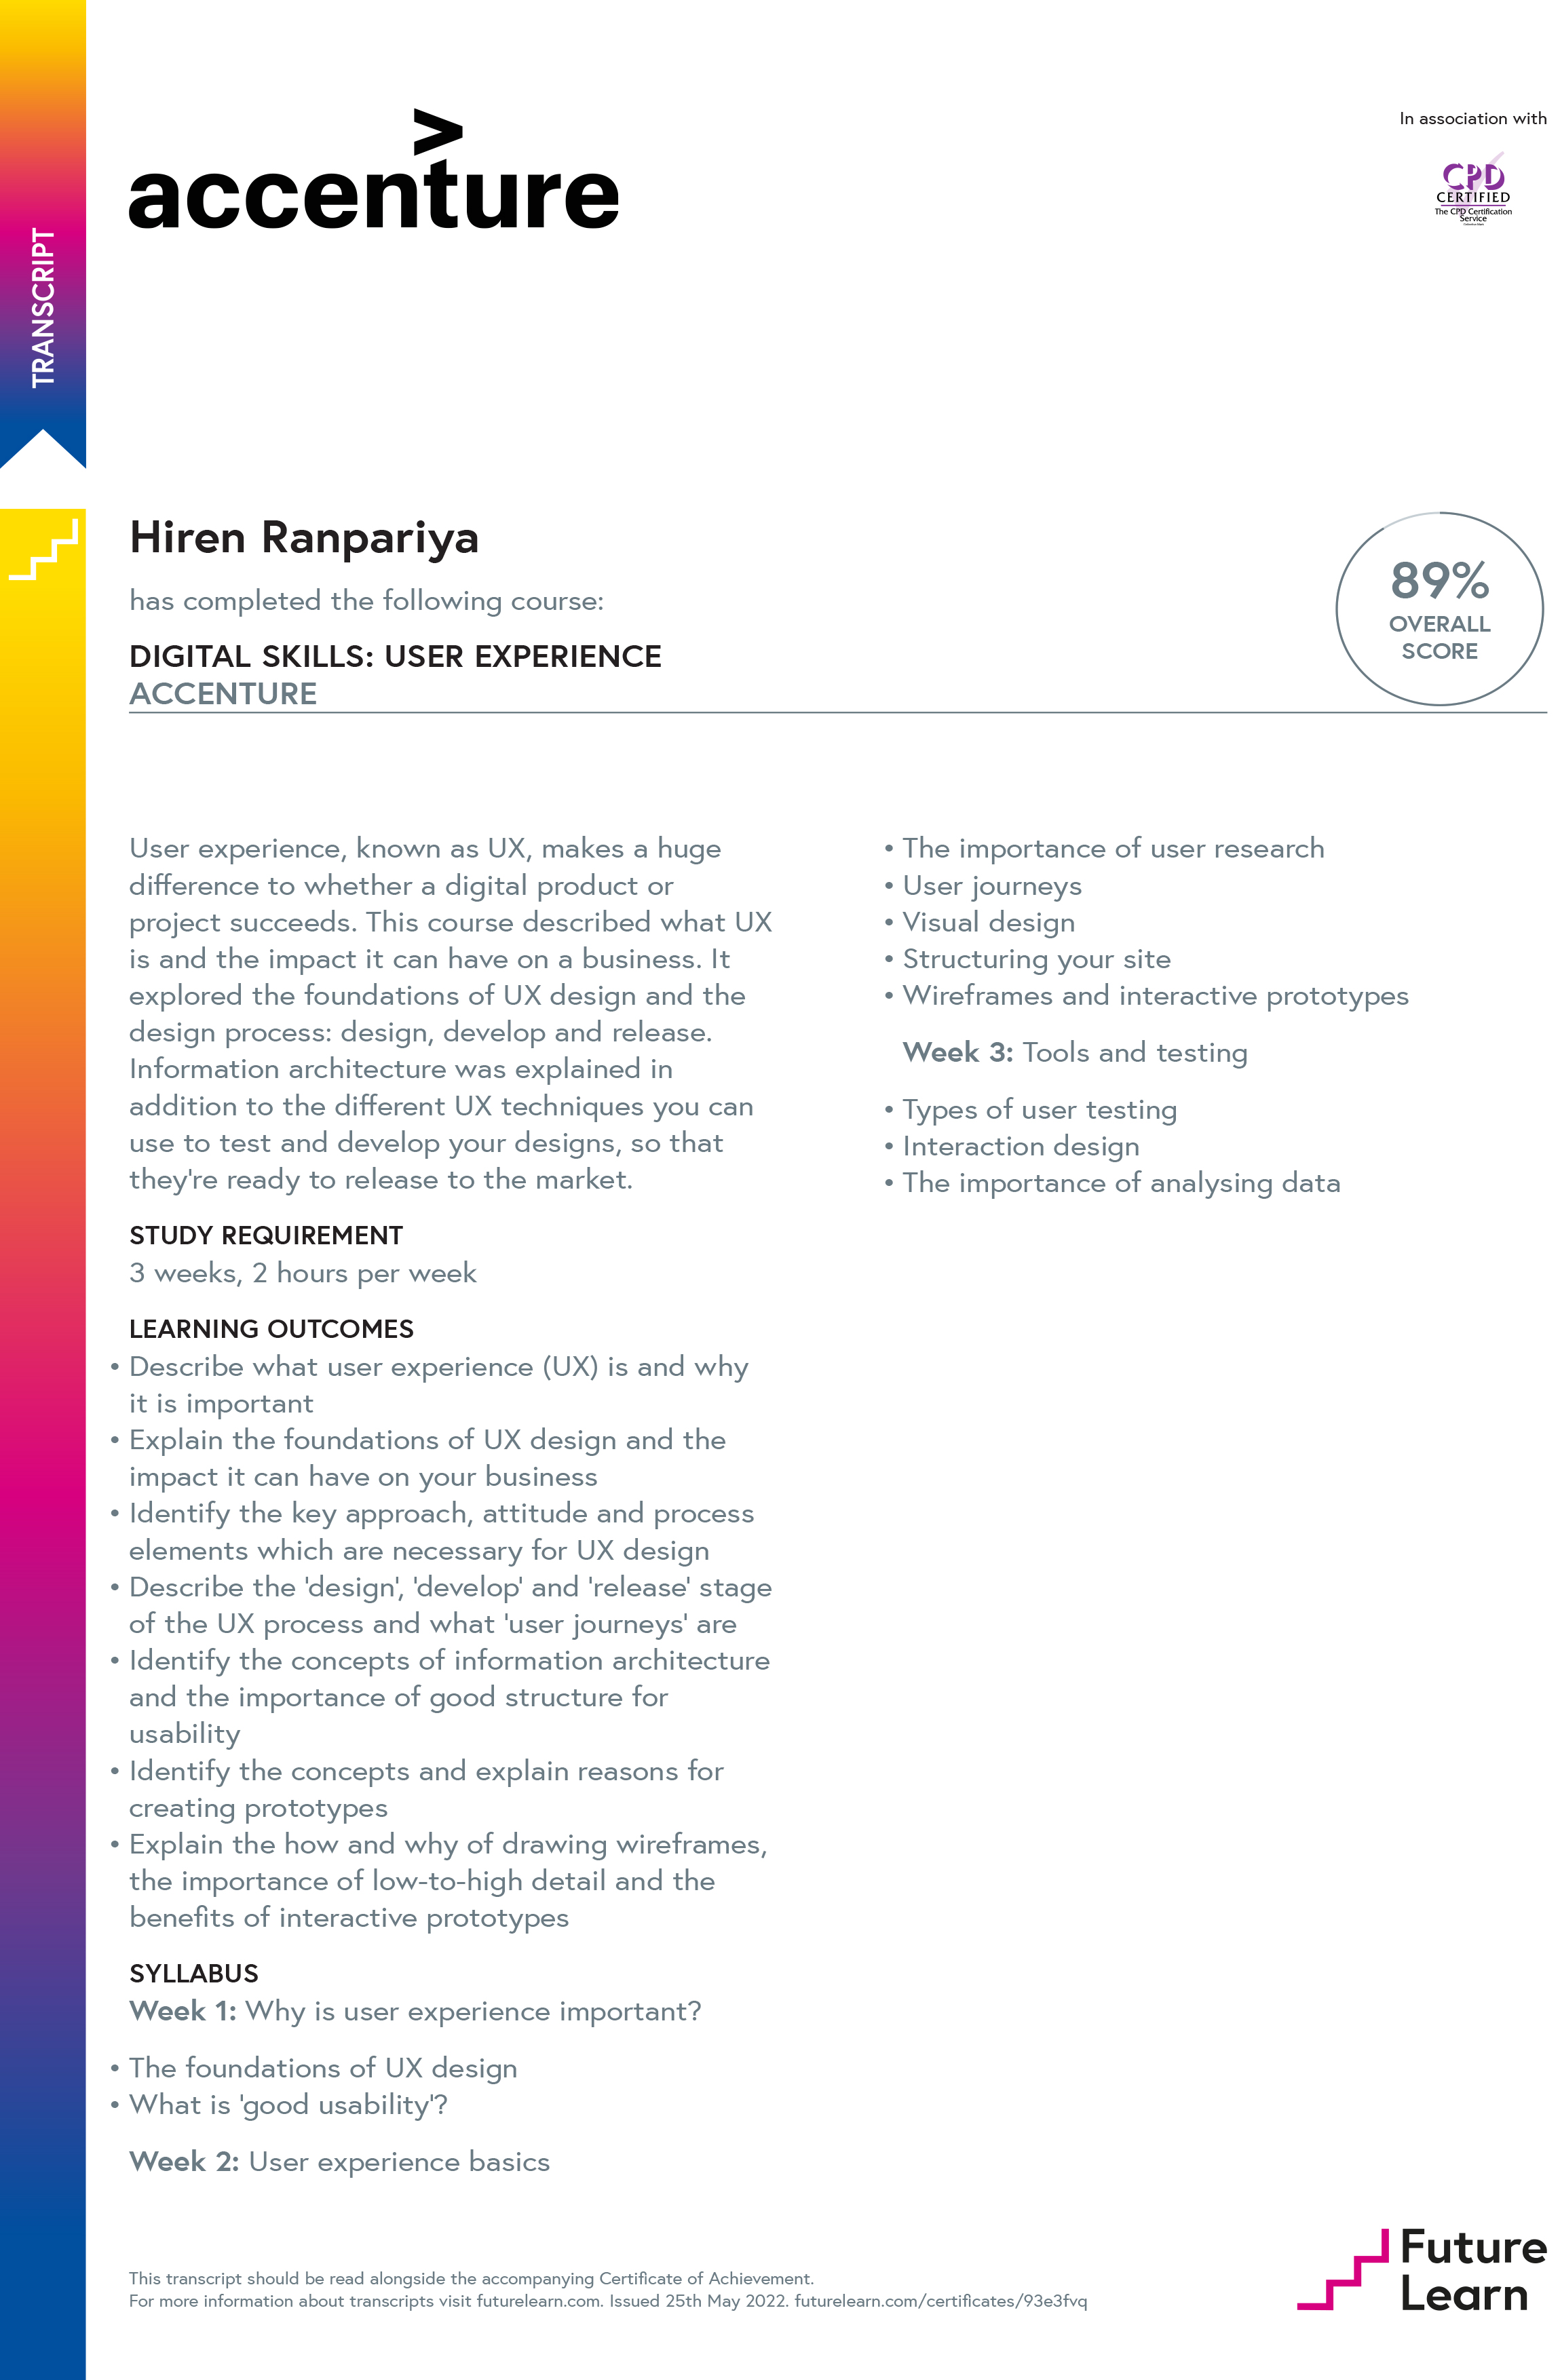 TRANSCRIPT
accenture
In association with
CPD
CERTIFIED
The CPD Certification
Service
Hiren Ranpariya
has completed the following course:
DIGITAL SKILLS: USER EXPERIENCE
ACCENTURE
89%
OVERALL
SCORE
User experience, known as UX, makes a huge
difference to whether a digital product or
project succeeds. This course described what UX
is and the impact it can have on a business. It
explored the foundations of UX design and the
design process: design, develop and release.
Information architecture was explained in
addition to the different UX techniques you can
use to test and develop your designs, so that
they're ready to release to the market.
STUDY REQUIREMENT
3 weeks, 2 hours per week
LEARNING OUTCOMES
• Describe what user experience (UX) is and why
it is important
• Explain the foundations of UX design and the
impact it can have on your business
• Identify the key approach, attitude and process
elements which are necessary for UX design
• Describe the 'design', 'develop' and 'release' stage
of the UX process and what 'user journeys' are
• Identify the concepts of information architecture
and the importance of good structure for
usability
• Identify the concepts and explain reasons for
creating prototypes
• Explain the how and why of drawing wireframes,
the importance of low-to-high detail and the
benefits of interactive prototypes
SYLLABUS
Week 1: Why is user experience important?
• The foundations of UX design
• What is 'good usability'?
Week 2: User experience basics
• The importance of user research
• User journeys
• Visual design
• Structuring your site
• Wireframes and interactive prototypes
Week 3: Tools and testing
• Types of user testing
• Interaction design
• The importance of analysing data
This transcript should be read alongside the accompanying Certificate of Achievement.
For more information about transcripts visit futurelearn.com. Issued 25th May 2022. futurelearn.com/certificates/93e3fvq
Future
Learn